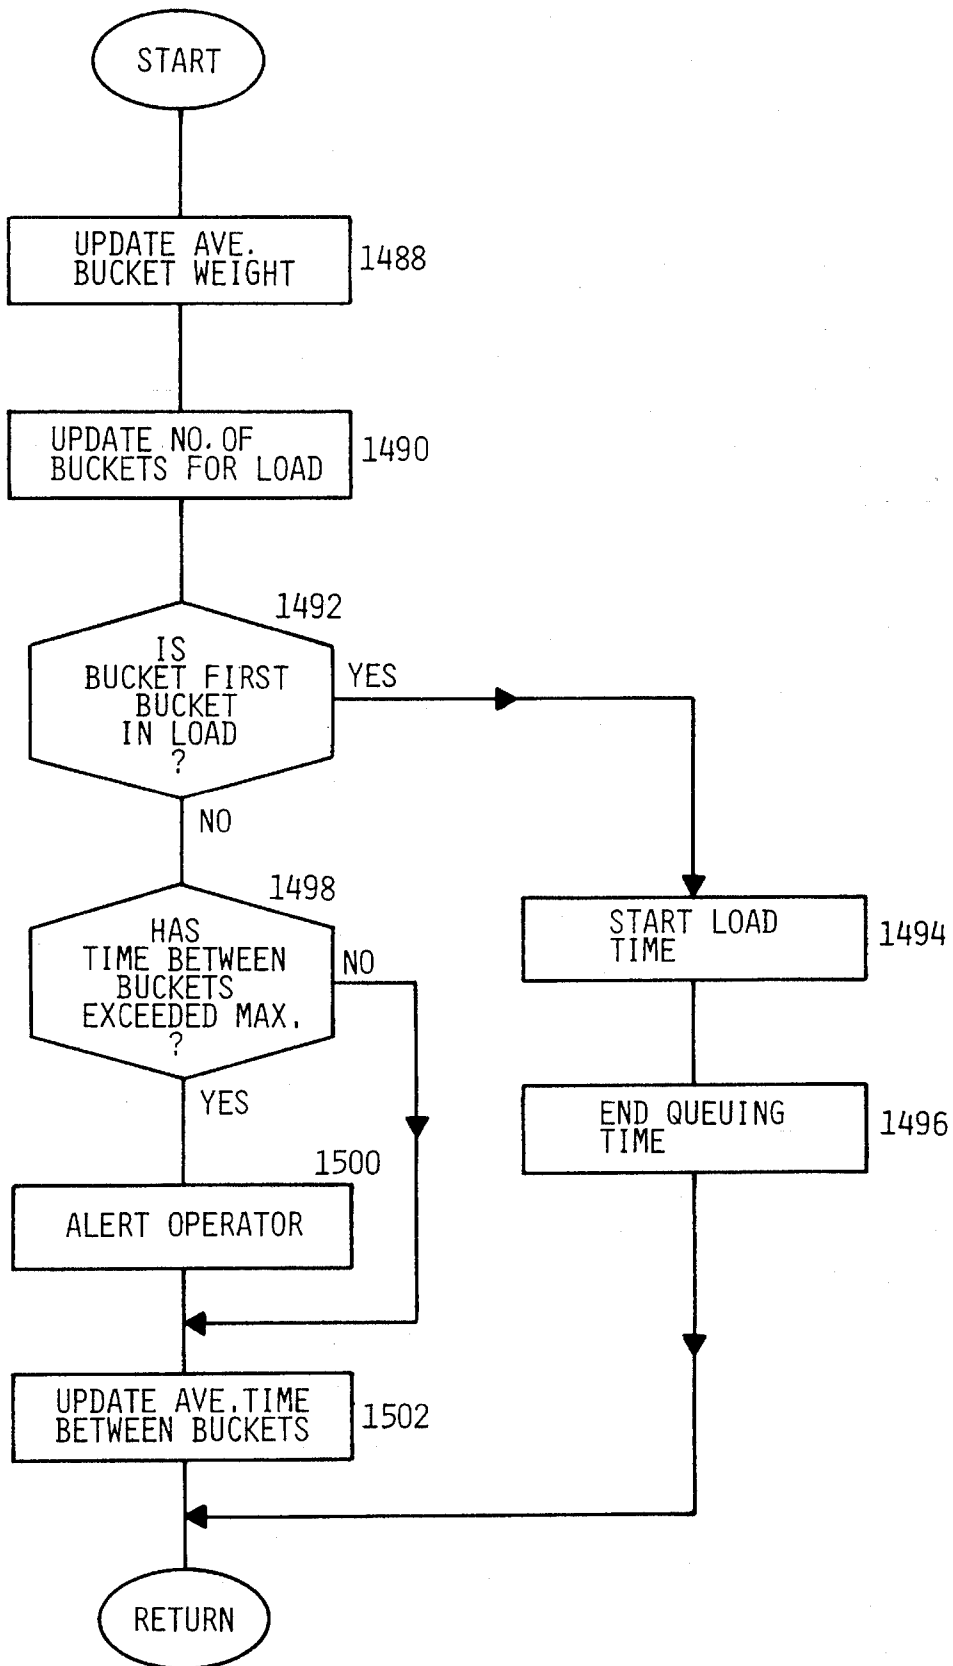 START
UPDATE AVE.
BUCKET WEIGHT
1488
UPDATE NO. OF
BUCKETS FOR LOAD
1490
1492
IS
BUCKET FIRST
BUCKET
IN LOAD
?
YES
NO
1498
HAS
TIME BETWEEN
BUCKETS
EXCEEDED MAX.
?
NO
YES
START LOAD
TIME
1494
END QUEUING
TIME
1496
1500
ALERT OPERATOR
UPDATE AVE. TIME
BETWEEN BUCKETS
1502
RETURN